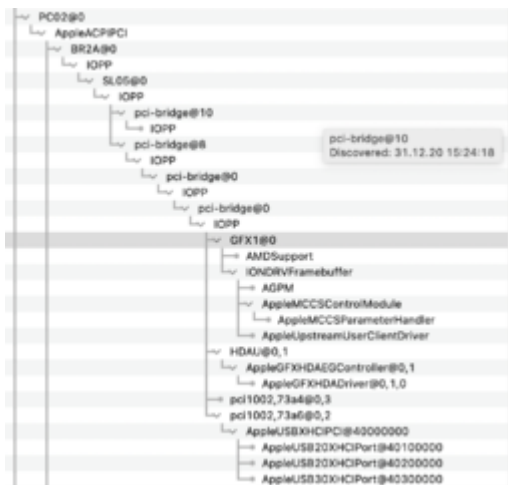 PC02@0
AppleACPIPCI
BR2A@0
IOPP
SL05@0
IOPP
pci-bridge@10
IOPP
pci-bridge@8
IOPP
pci-bridge@0
IOPP
pci-bridge@0
IOPP
GFX1@0
AMDSupport
IONDRVFramebuffer
AGPM
AppleMCCSControlModule
AppleMCCSParameterHandler
AppleUpstreamUserClientDriver
HDAU@0,1
AppleGFXHDAEGController@0,1
AppleGFXHDADriver@0,1,0
pci1002,73a4@0,3
pci1002,73a6@0,2
AppleUSBXHCIPCI@40000000
AppleUSB20XHCIPort@40100000
AppleUSB20XHCIPort@40200000
AppleUSB30XHCIPort@40300000
pci-bridge@10
Discovered: 31.12.20 15:24:18